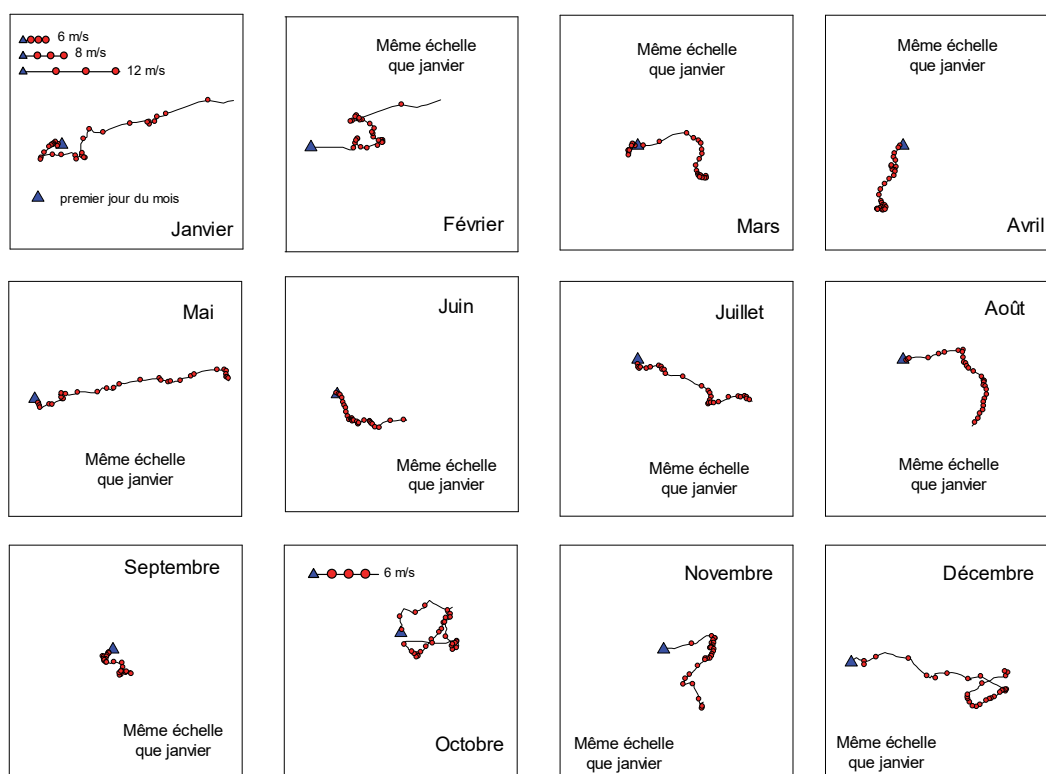 6 m/s
8 m/s
12 m/s
premier jour du mois
Janvier
Même échelle
que janvier
Février
Même échelle
que janvier
Mars
Même échelle
que janvier
Avril
Mai
Même échelle
que janvier
Juin
Même échelle
que janvier
Juillet
Même échelle
que janvier
Août
Même échelle
que janvier
Septembre
Même échelle
que janvier
6 m/s
Octobre
Novembre
Même échelle
que janvier
Décembre
Même échelle
que janvier